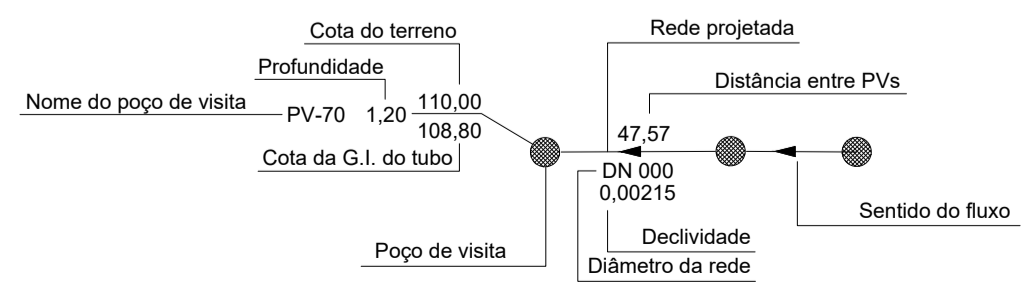 Cota do terreno
Rede projetada
Profundidade
Distância entre PVs
Nome do poço de visita
PV-70 1,20 110,00
108,80
47,57
Cota da G.I. do tubo
DN 000
0,00215
Sentido do fluxo
Poço de visita
Declividade
Diâmetro da rede